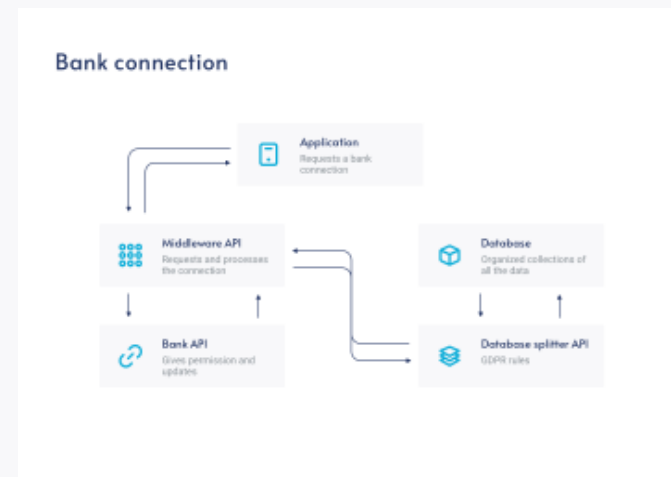 Bank connection
Application
Requests a bank
connection
Middleware API
Requests and processes
the connection
Database
Organized collections of
all the data
Bank API
Gives permission and
updates
Database splitter API
GDPR rules